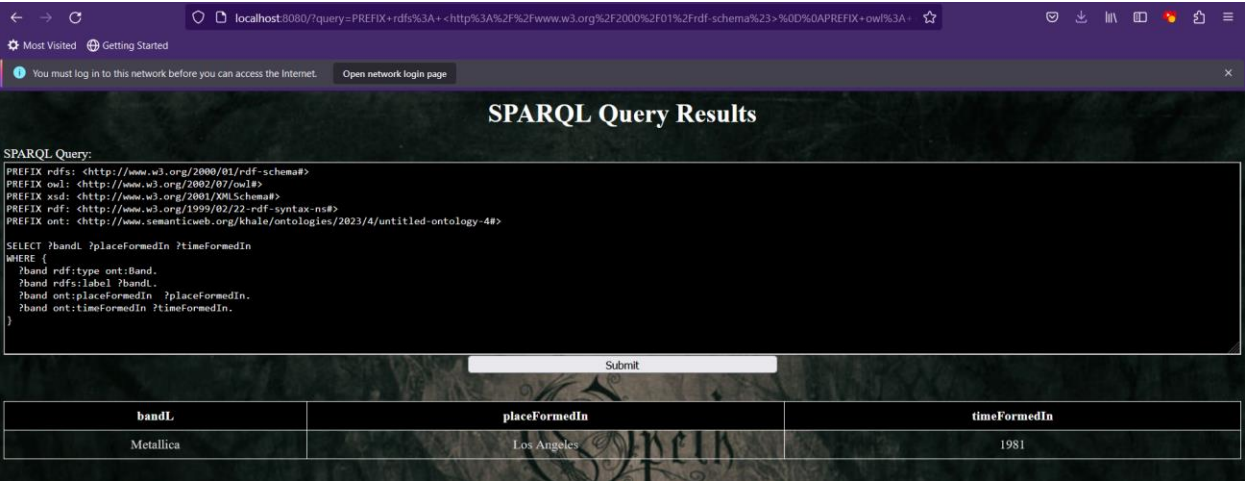 localhost:8080/?query=PREFIX+rdfs%3A+<http%3A%2F%2Fwww.w3.org%2F2000%2F01%2Frdf-schema%23>%0D%0APREFIX+owl%3A+
Most Visited Getting Started
You must log in to this network before you can access the Internet. Open network login page
SPARQL Query Results
SPARQL Query:
PREFIX rdfs: <http://www.w3.org/2000/01/rdf-schema#>
PREFIX owl: <http://www.w3.org/2002/07/owl#>
PREFIX xsd: <http://www.w3.org/2001/XMLSchema#>
PREFIX rdf: <http://www.w3.org/1999/02/22-rdf-syntax-ns#>
PREFIX ont: <http://www.semanticweb.org/khale/ontologies/2023/4/untitled-ontology-4#>
SELECT ?bandL ?placeFormedIn ?timeFormedIn
WHERE {
?band rdf:type ont:Band.
?band rdfs:label ?bandL.
?band ont:placeFormedIn ?placeFormedIn.
?band ont:timeFormedIn ?timeFormedIn.
}
Submit
bandL placeFormedIn timeFormedIn
Metallica Los Angeles 1981
Opeth